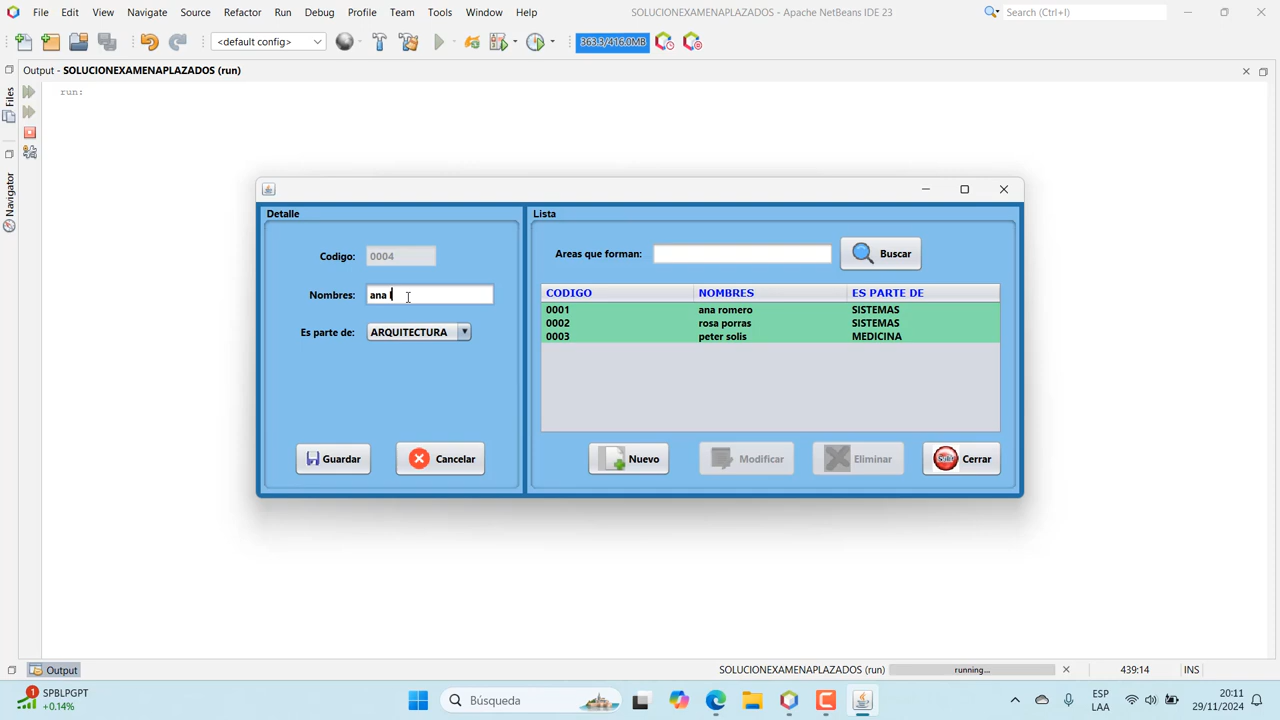 File Edit View Navigate Source Refactor Run Debug Profile Team Tools Window Help
SOLUCIONEXAMENPLAZADOS - Apache NetBeans IDE 23
Search (Ctrl+I)
<default config>
363.3/416.0MB
Output - SOLUCIONEXAMENAPLAZADOS (run)
Files
Navigator
run:
Detalle
Codigo: 0004
Nombres: ana
Es parte de: ARQUITECTURA
Guardar Cancelar
Lista
Areas que forman: Buscar
CODIGO NOMBRES ES PARTE DE
0001 ana romero SISTEMAS
0002 rosa porras SISTEMAS
0003 peter solis MEDICINA
Nuevo Modificar Eliminar Cerrar
Output
SOLUCIONEXAMENAPLAZADOS (run) running... 439:14 INS
1 SPBLPGPT
+0.14%
Búsqueda
ESP
LAA
20:11
29/11/2024